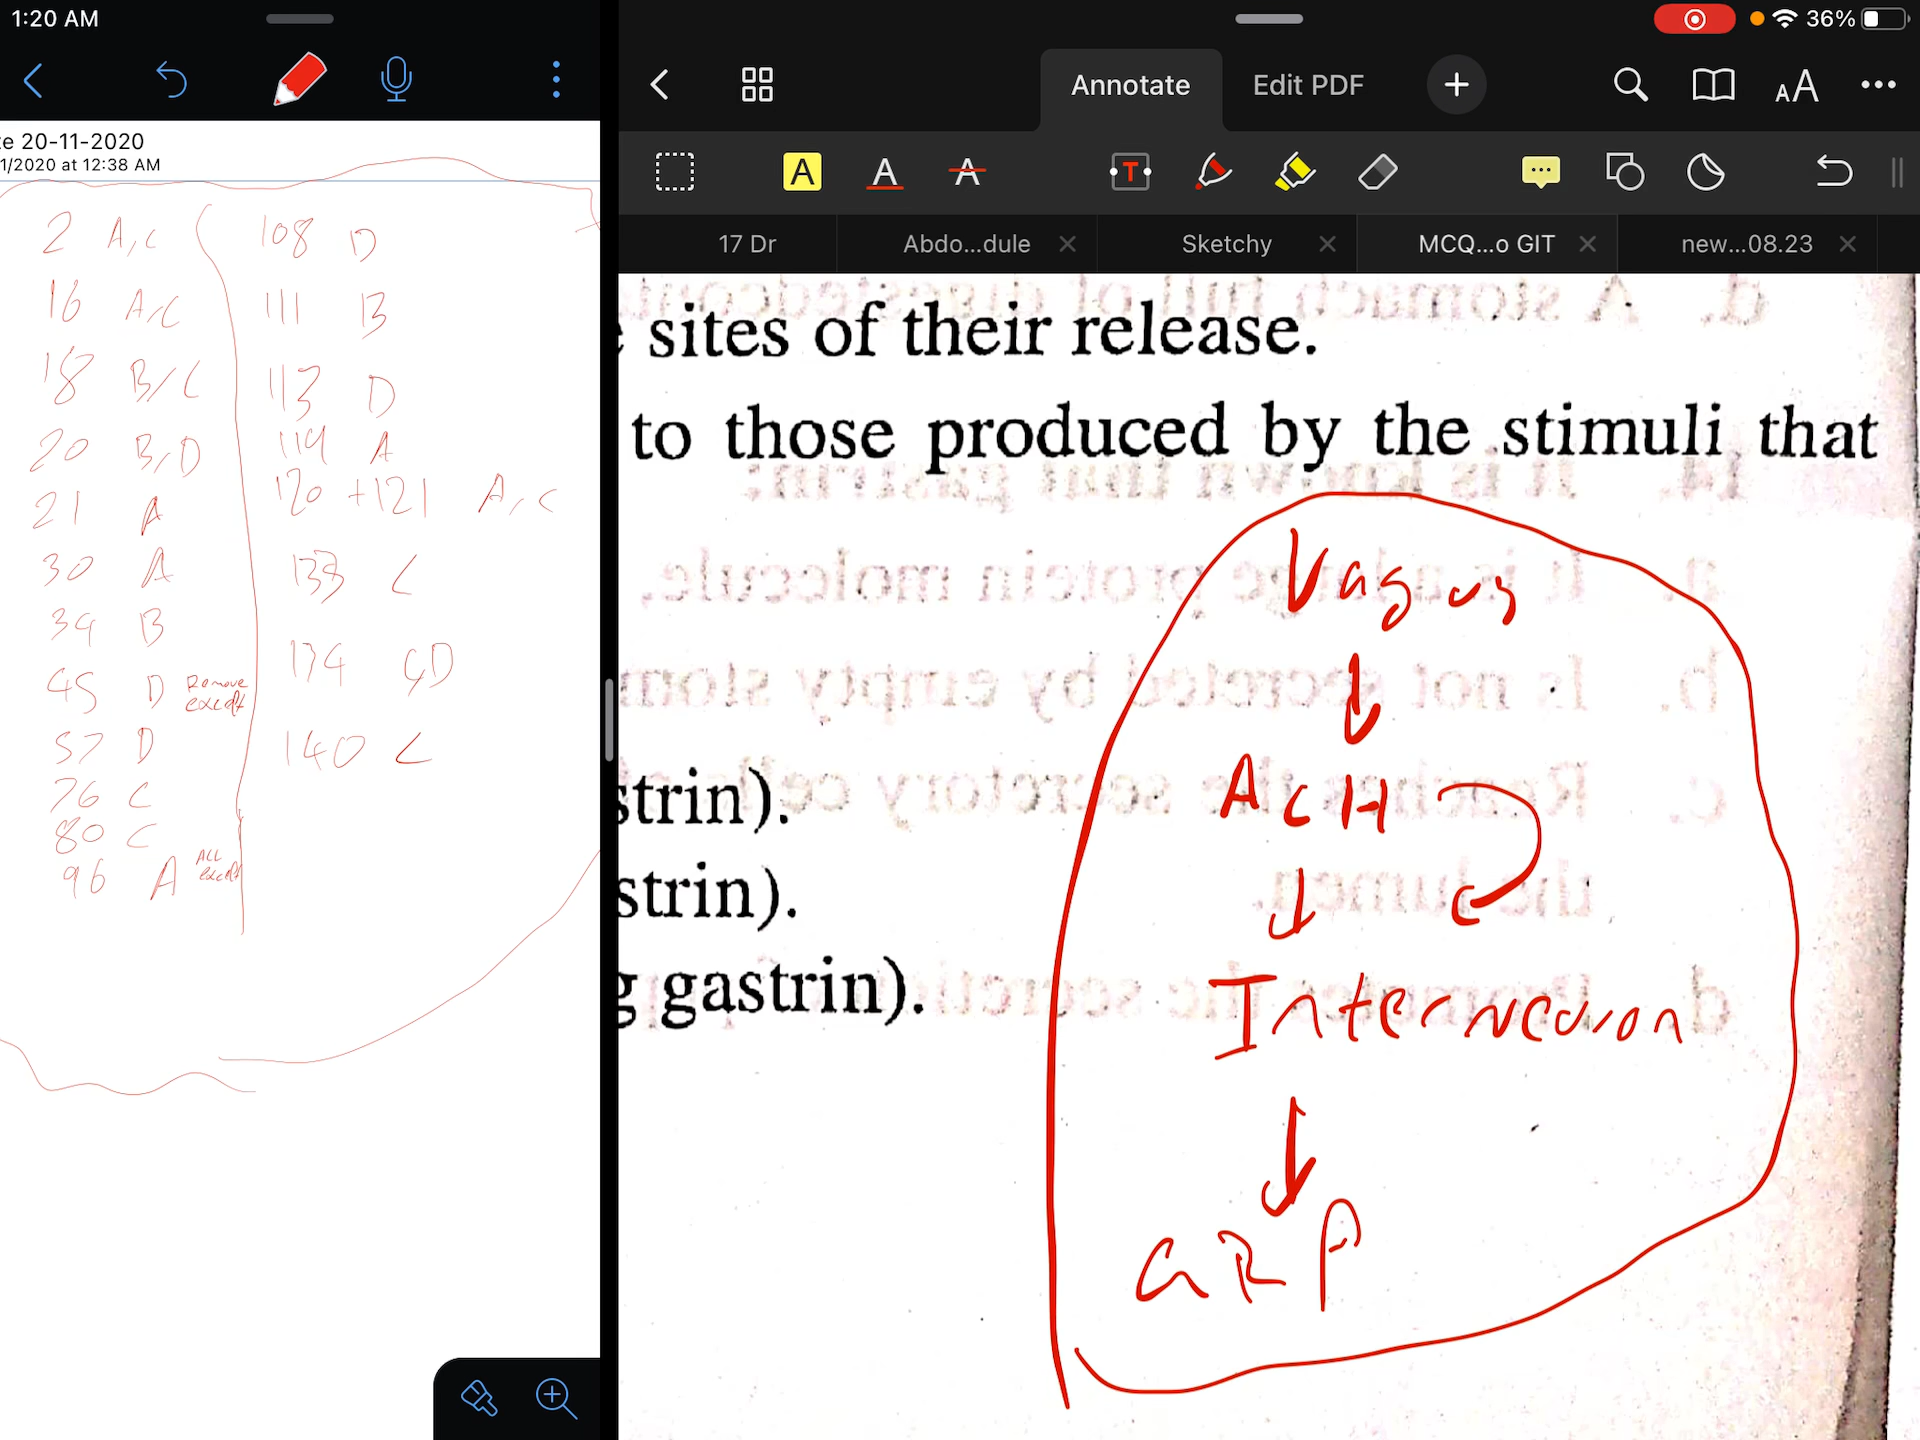 1:20 AM
36%
Annotate
Edit PDF
17 Dr
Abdo...dule
Sketchy
MCQ...o GIT
new...08.23
e 20-11-2020
1/2020 at 12:38 AM
2 A,C
16 A,C
18 B/C
20 B,D
21 A
30 A
39 B
45 D Remove except
57 D
76 C
80 C
96 A ALL except
108 D
111 B
113 D
114 A
120 +121 A,C
133 C
134 C,D
140 C
sites of their release.
to those produced by the stimuli that
strin).
strin).
g gastrin).
Vagus
ACH
Interneuron
GRP